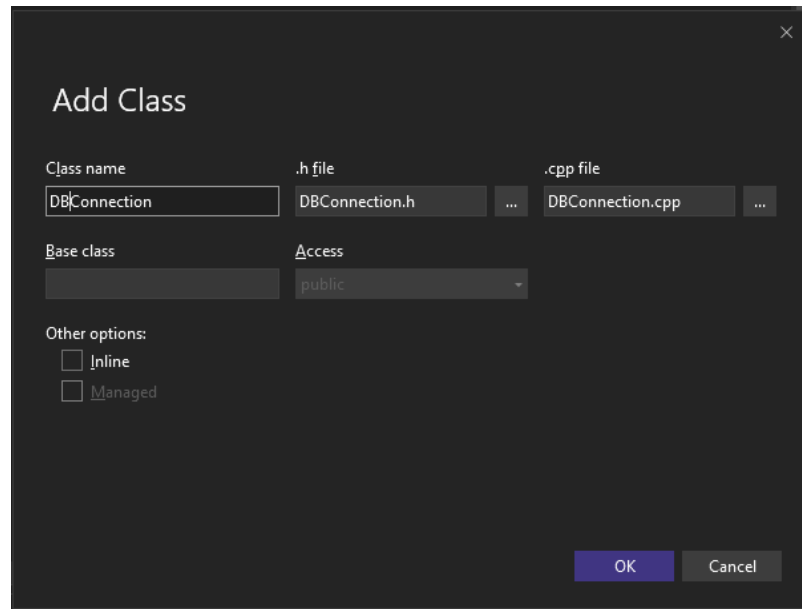 Add Class
Class name .h file .cpp file
DBConnection DBConnection.h ... DBConnection.cpp ...
Base class Access
public
Other options:
Inline
Managed
OK Cancel